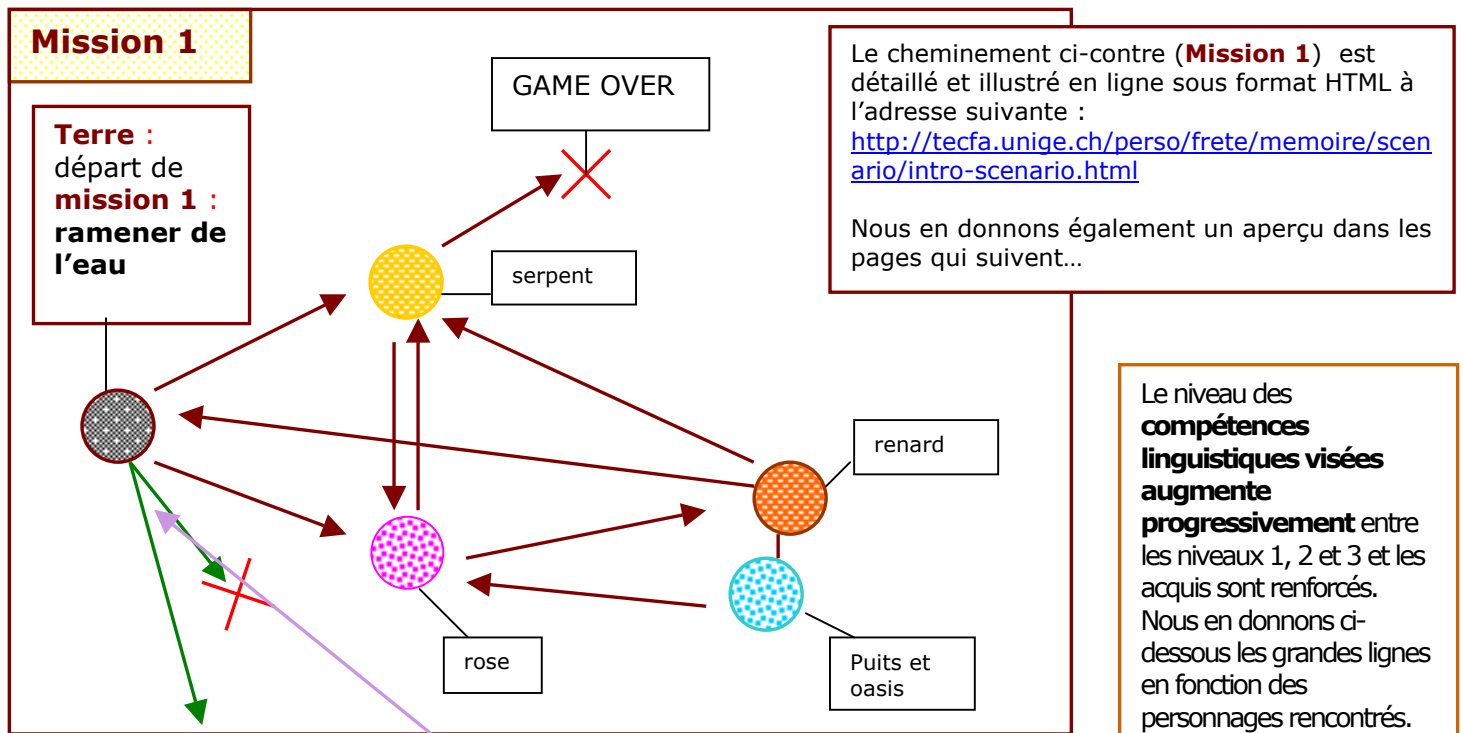 Mission 1
GAME OVER
Terre :
départ de
mission 1 :
ramener de
l’eau
serpent
renard
rose
Puits et
oasis
Le cheminement ci-contre (Mission 1) est
détaillé et illustré en ligne sous format HTML à
l’adresse suivante :
http://tecfa.unige.ch/perso/frete/memoire/scen
ario/intro-scenario.html
Nous en donnons également un aperçu dans les
pages qui suivent…
Le niveau des
compétences
linguistiques visées
augmente
progressivement entre
les niveaux 1, 2 et 3 et les
acquis sont renforcés.
Nous en donnons ci-
dessous les grandes lignes
en fonction des
personnages rencontrés.